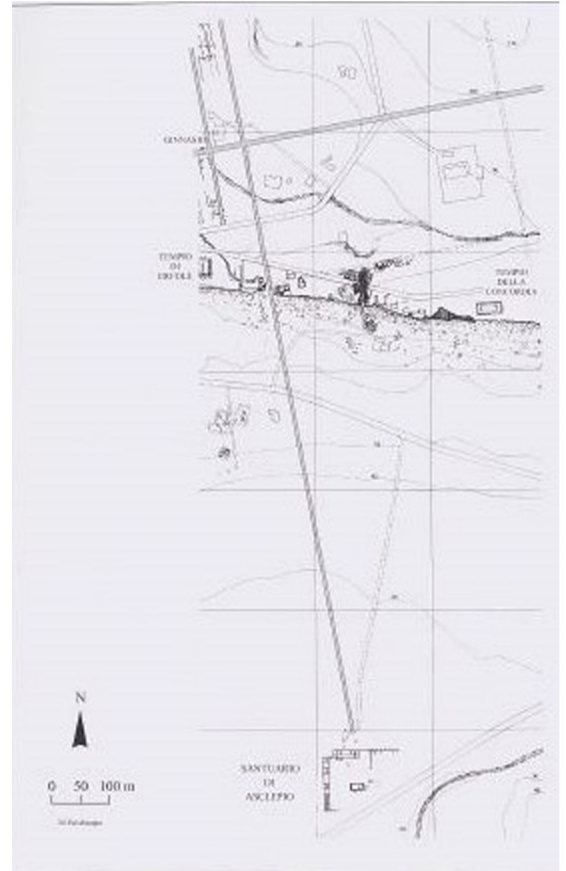 GINNASIO
TEMPIO
DI
ERCOLE
TEMPIO
DELLA
CONCORDIA
N
0 50 100 m
SANTUARIO
DI
ASCLEPIO